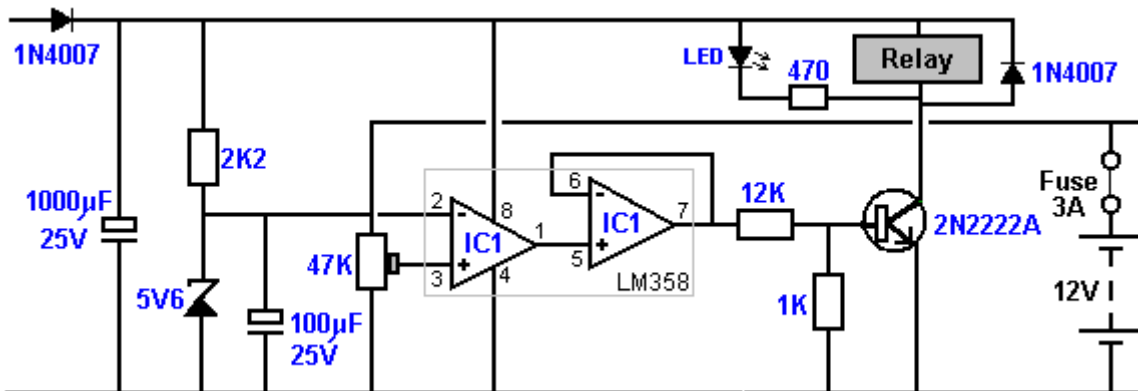 1N4007
LED
470
Relay
1N4007
2K2
1000µF
25V
5V6
100µF
25V
47K
2
-
8
IC1
1
3
+
4
6
-
IC1
7
5
+
LM358
12K
1K
2N2222A
Fuse
3A
12V